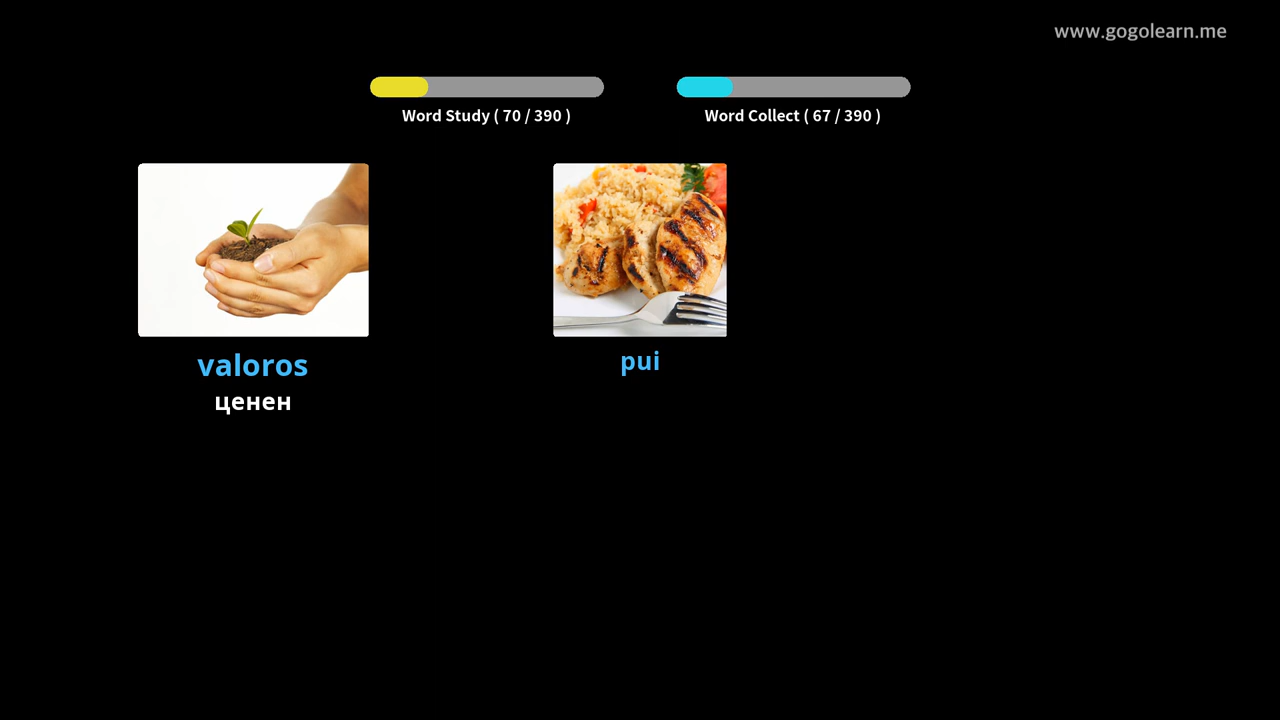 www.gogolearn.me
Word Study ( 70 / 390 )
Word Collect ( 67 / 390 )
valoros
ценен
pui